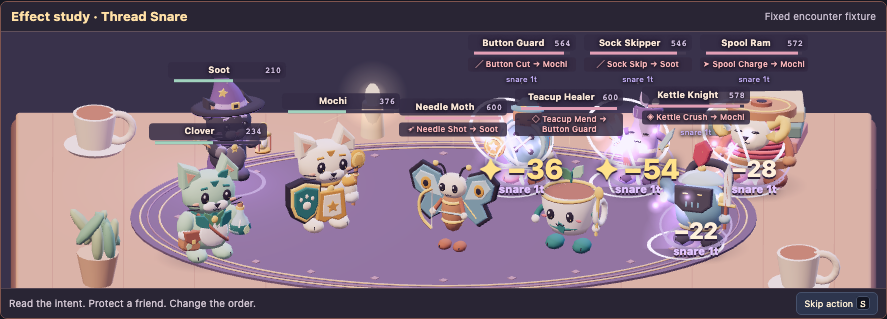 Effect study · Thread Snare
Fixed encounter fixture
Button Guard 564
Button Cut → Mochi
snare 1t
Sock Skipper 546
Sock Skip → Soot
snare 1t
Spool Ram 572
Spool Charge → Mochi
snare 1t
Soot 210
Mochi 376
Needle Moth 600
Needle Shot → Soot
Teacup Healer 600
Teacup Mend →
Button Guard
Kettle Knight 578
Kettle Crush → Mochi
snare 1t
Clover 234
−36
snare 1t
−54
snare 1t
−28
snare 1t
−22
snare 1t
Read the intent. Protect a friend. Change the order.
Skip action S